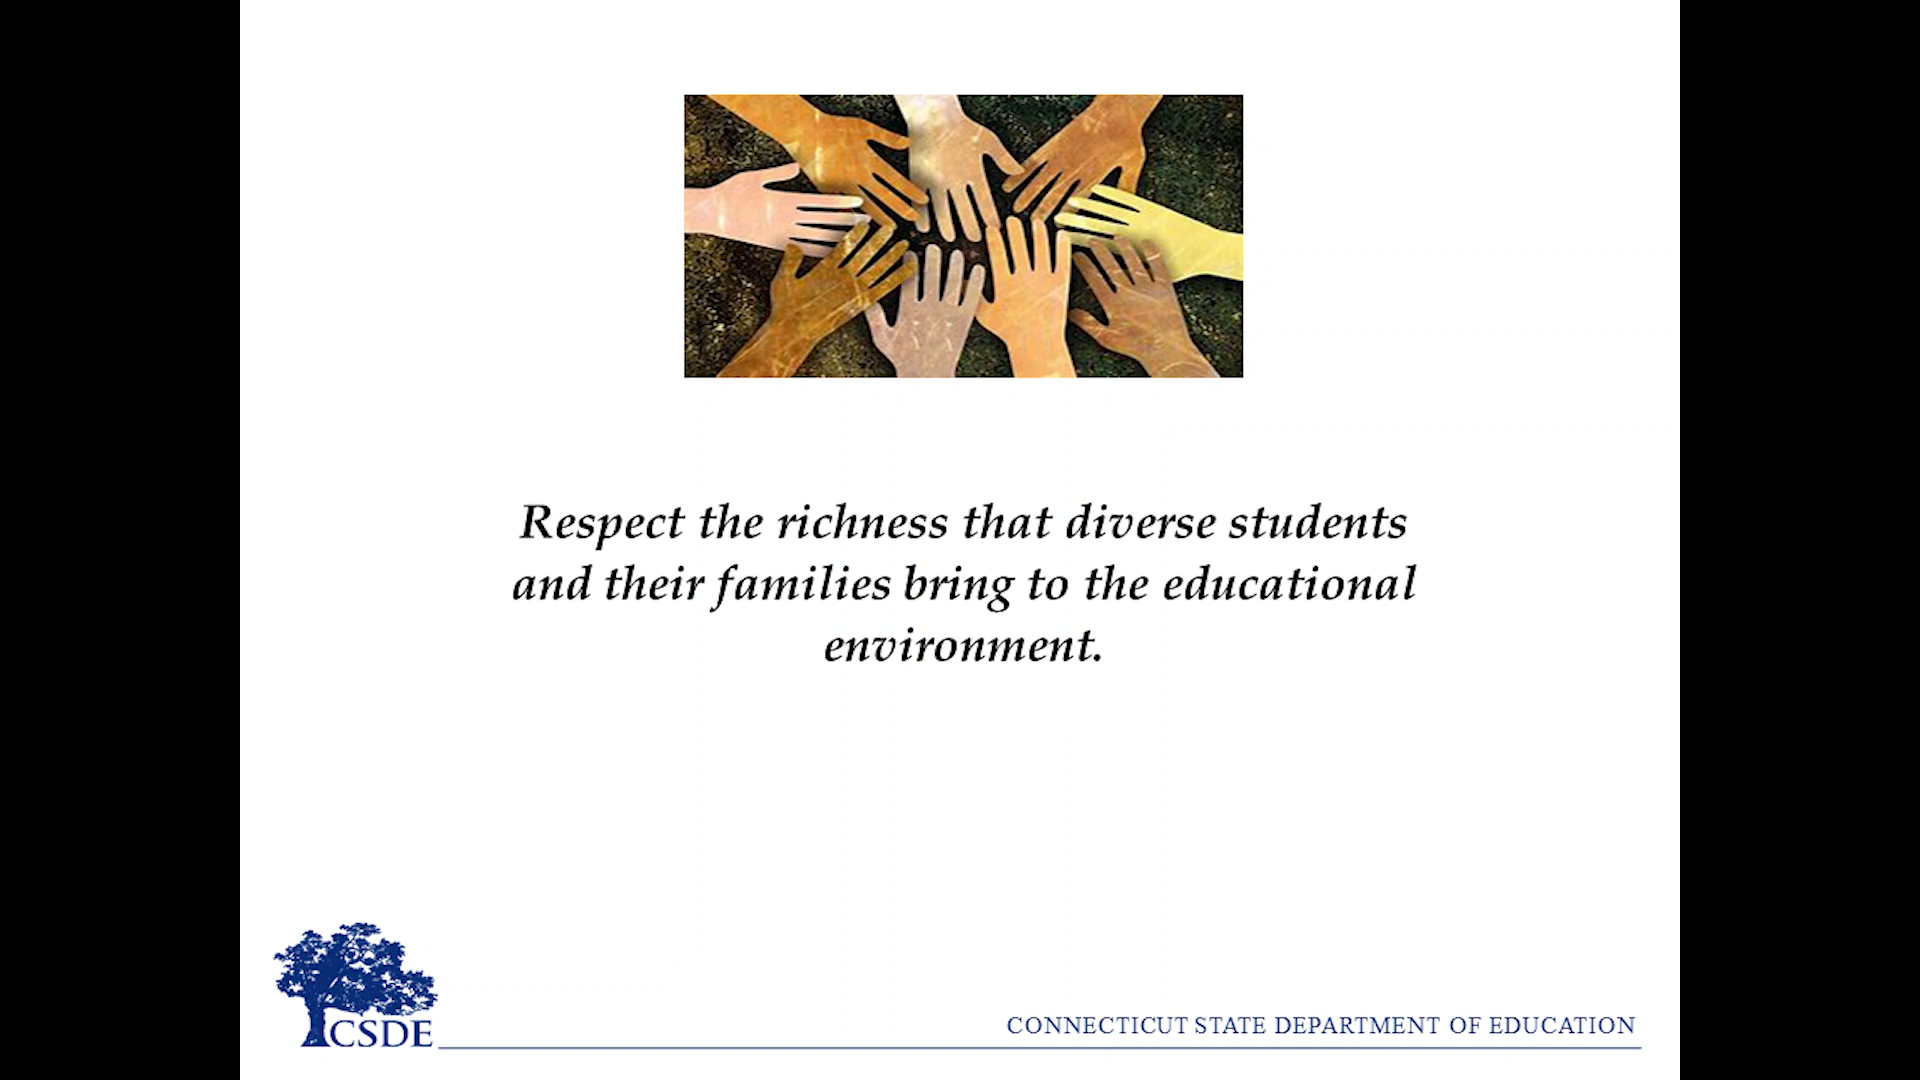 Respect the richness that diverse students
and their families bring to the educational
environment.
CSDE
CONNECTICUT STATE DEPARTMENT OF EDUCATION